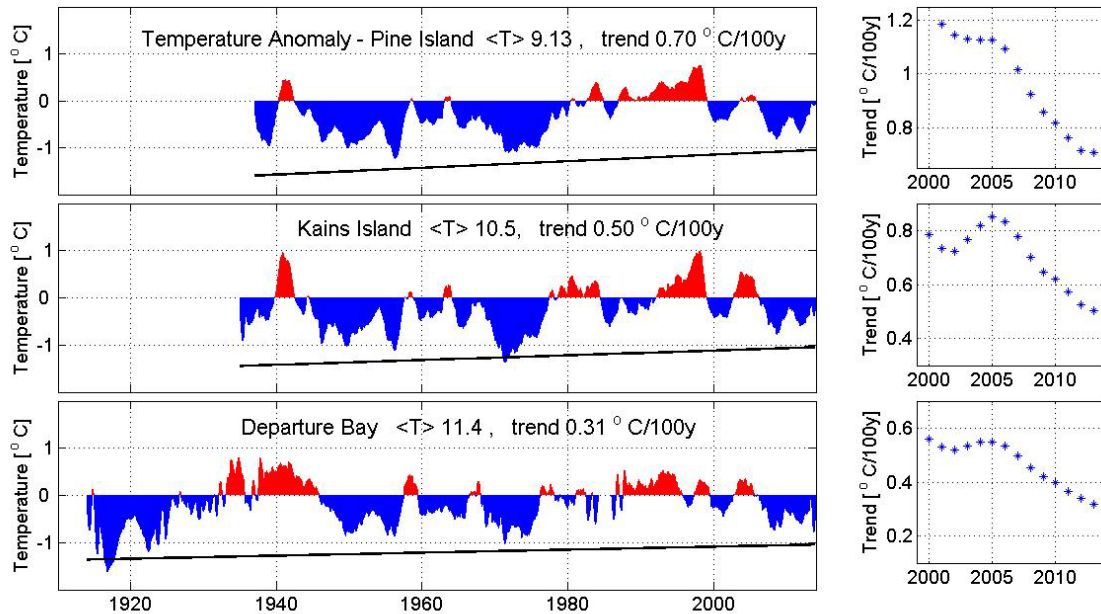 Temperature Anomaly - Pine Island <T> 9.13 , trend 0.70 ° C/100y
Temperature [° C]
1
0
-1
Trend [° C/100y]
1.2
1
0.8
2000 2005 2010
Kains Island <T> 10.5, trend 0.50 ° C/100y
Temperature [° C]
1
0
-1
Trend [° C/100y]
0.8
0.6
0.4
2000 2005 2010
Departure Bay <T> 11.4 , trend 0.31 ° C/100y
Temperature [° C]
1
0
-1
1920 1940 1960 1980 2000
Trend [° C/100y]
0.6
0.4
0.2
2000 2005 2010